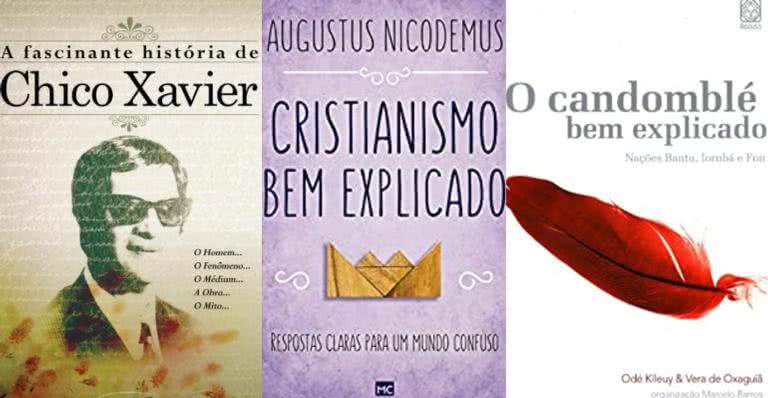 A fascinante história de
Chico Xavier
O Homem...
O Fenômeno...
O Médium...
A Obra...
O Mito...
AUGUSTUS NICODEMUS
CRISTIANISMO
BEM EXPLICADO
RESPOSTAS CLARAS PARA UM MUNDO CONFUSO
MC
O candomblé
bem explicado
Nações Bantu, Iorubá e Fon
Odé Kileuy & Vera de Oxaguiã
organização Marcelo Barros